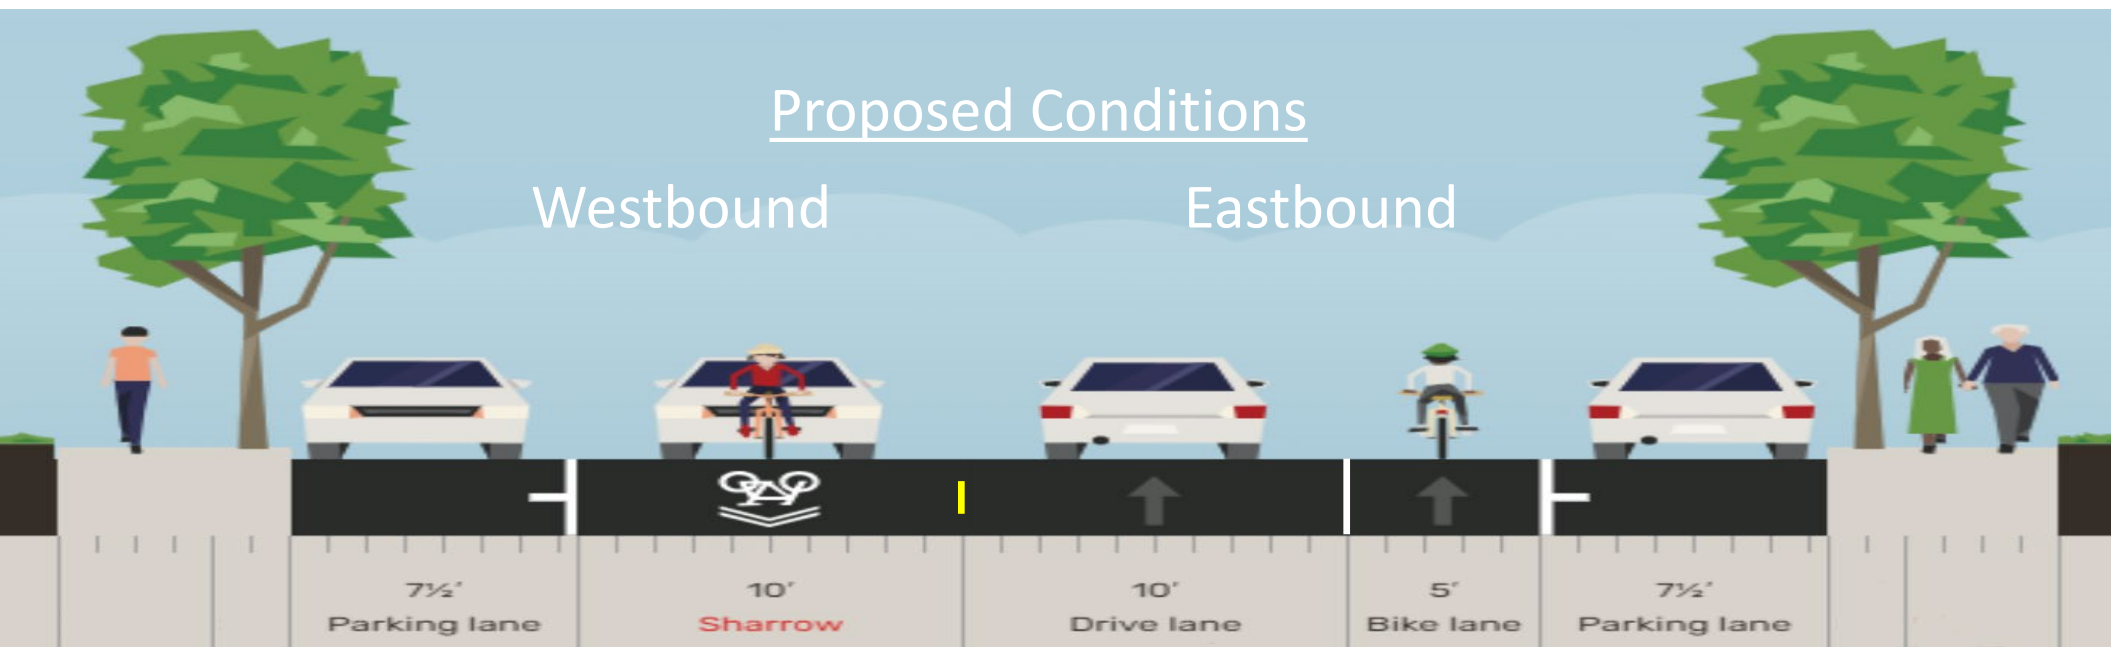 Proposed Conditions
Westbound Eastbound
7½′ 10′ 10′ 5′ 7½′
Parking lane Sharrow Drive lane Bike lane Parking lane